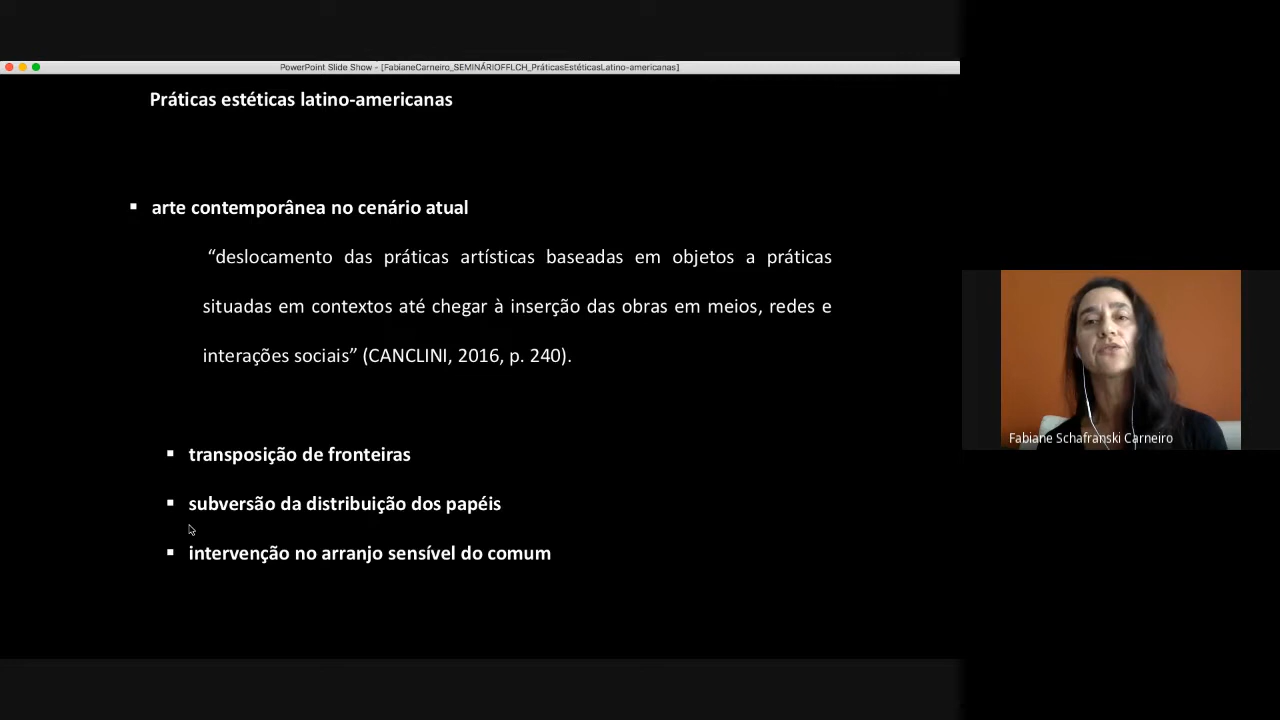 PowerPoint Slide Show - [FabianeCarneiro_SEMINÁRIOFFLCH_PráticasEstéticasLatino-americanas]
Práticas estéticas latino-americanas
▪ arte contemporânea no cenário atual
“deslocamento das práticas artísticas baseadas em objetos a práticas
situadas em contextos até chegar à inserção das obras em meios, redes e
interações sociais” (CANCLINI, 2016, p. 240).
▪ transposição de fronteiras
▪ subversão da distribuição dos papéis
▪ intervenção no arranjo sensível do comum
Fabiane Schafranski Carneiro